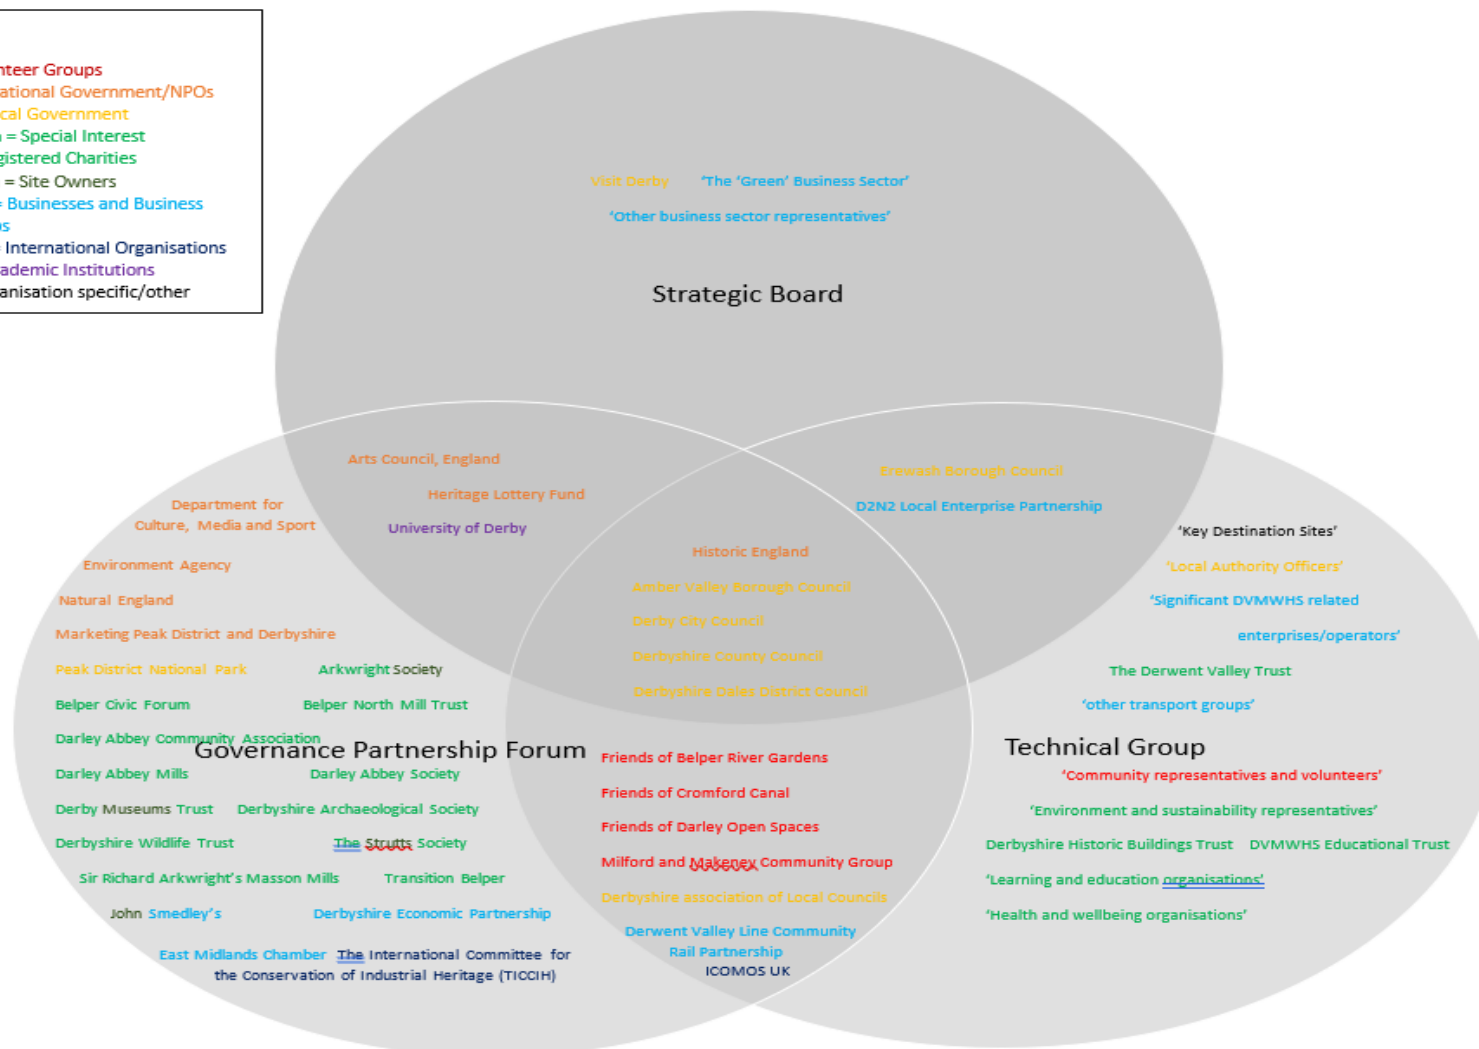 nteer Groups
ational Government/NPOs
cal Government
n = Special Interest
gistered Charities
= Site Owners
= Businesses and Business
ps
= International Organisations
ademic Institutions
anisation specific/other
Visit Derby 'The 'Green' Business Sector'
'Other business sector representatives'
Strategic Board
Arts Council, England
Heritage Lottery Fund
University of Derby
Erewash Borough Council
D2N2 Local Enterprise Partnership
Department for
Culture, Media and Sport
Environment Agency
Natural England
Marketing Peak District and Derbyshire
Peak District National Park Arkwright Society
Belper Civic Forum Belper North Mill Trust
Darley Abbey Community Association
Governance Partnership Forum
Darley Abbey Mills Darley Abbey Society
Derby Museums Trust Derbyshire Archaeological Society
Derbyshire Wildlife Trust The Strutts Society
Sir Richard Arkwright's Masson Mills Transition Belper
John Smedley's Derbyshire Economic Partnership
East Midlands Chamber The International Committee for
the Conservation of Industrial Heritage (TICCIH)
Historic England
Ambar Valley Borough Council
Derby City Council
Derbyshire County Council
Derbyshire Dales District Council
Friends of Belper River Gardens
Friends of Cromford Canal
Friends of Darley Open Spaces
Milford and Makeney Community Group
Derbyshire association of Local Councils
Derwent Valley Line Community
Rail Partnership
ICOMOS UK
'Key Destination Sites'
'Local Authority Officers'
'Significant DVMWHS related
enterprises/operators'
The Derwent Valley Trust
'other transport groups'
Technical Group
'Community representatives and volunteers'
'Environment and sustainability representatives'
Derbyshire Historic Buildings Trust DVMWHS Educational Trust
'Learning and education organisations'
'Health and wellbeing organisations'